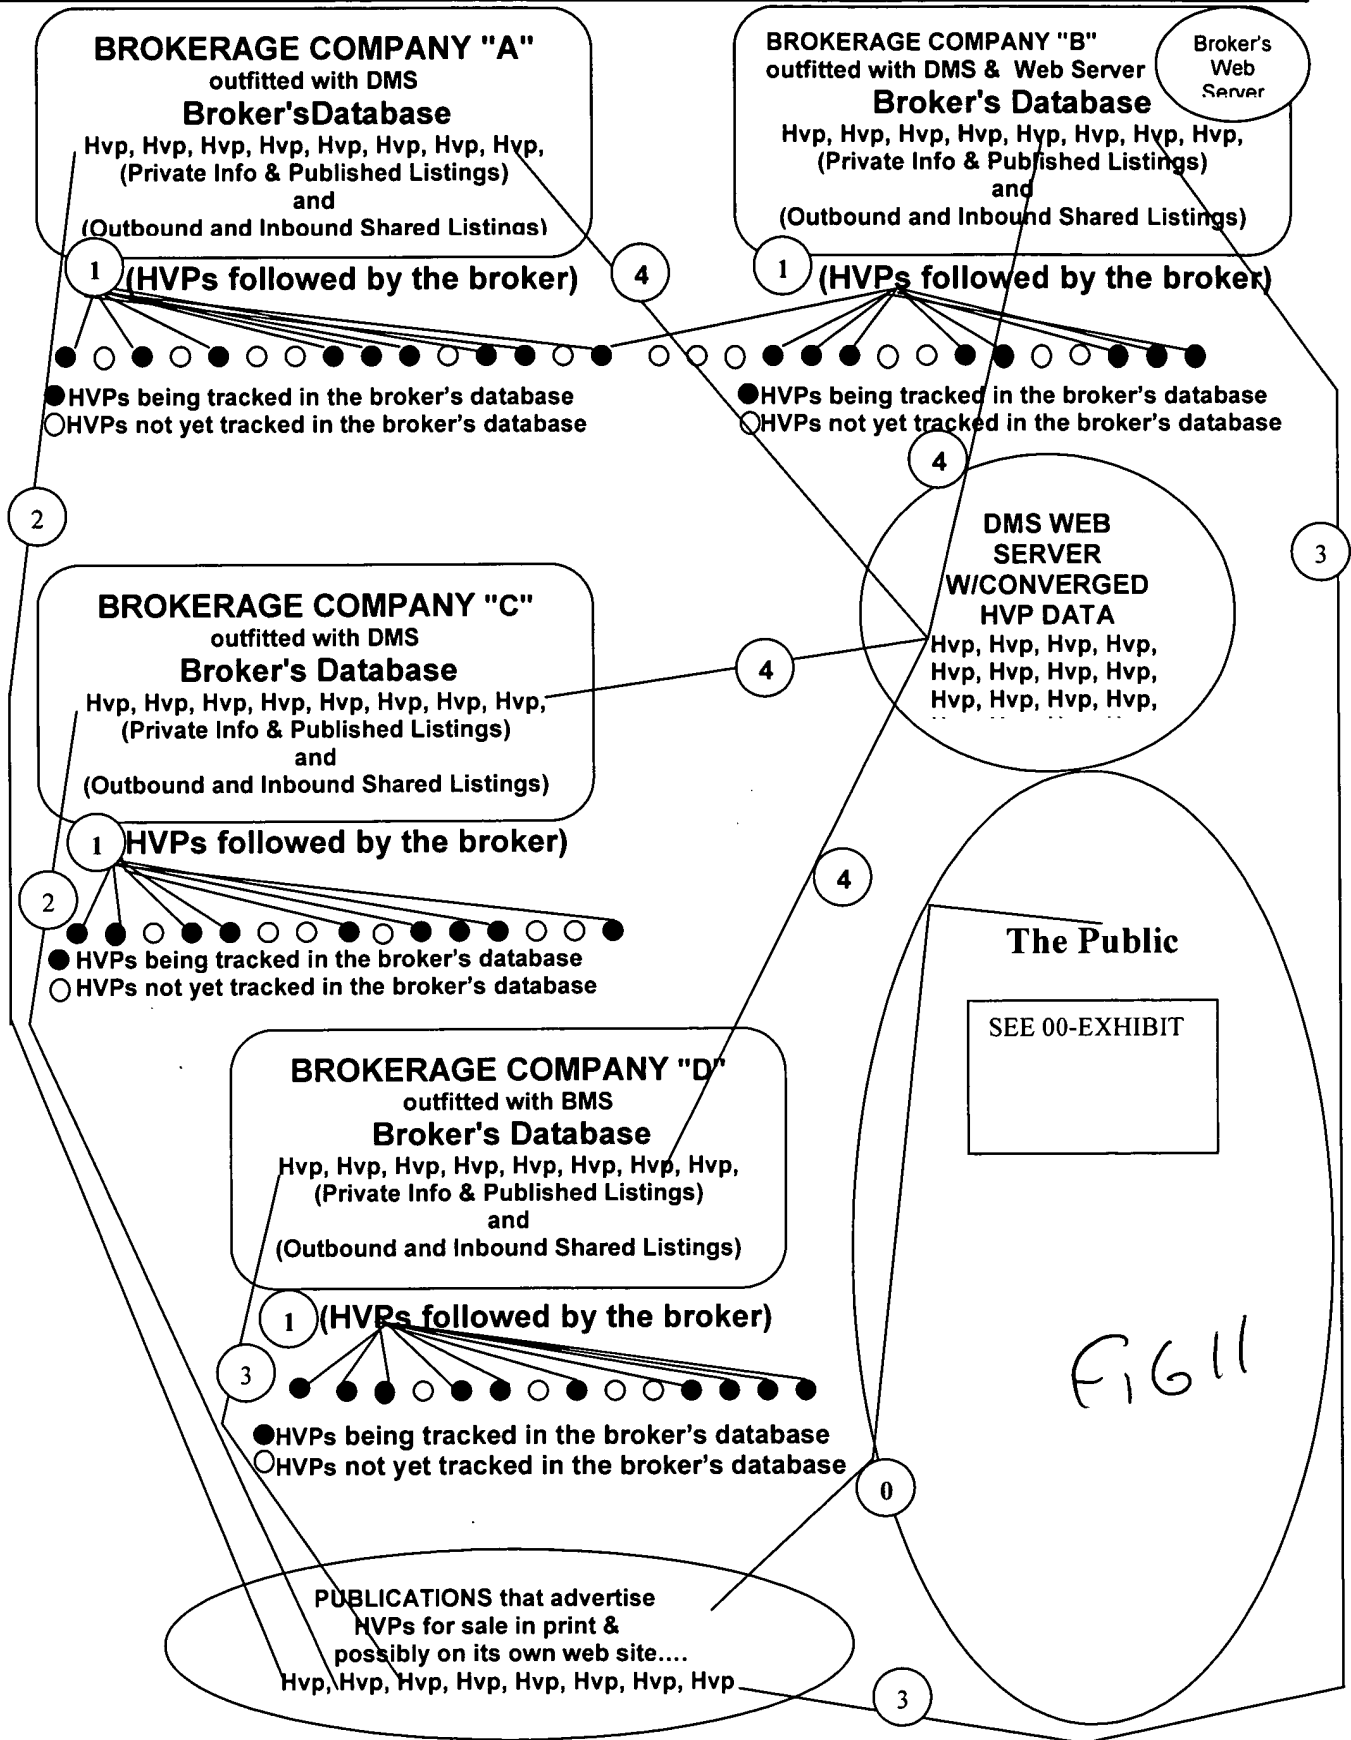 BROKERAGE COMPANY "A"
outfitted with DMS
Broker'sDatabase
Hvp, Hvp, Hvp, Hvp, Hvp, Hvp, Hvp, Hvp,
(Private Info & Published Listings)
and
(Outbound and Inbound Shared Listings)
1
(HVPs followed by the broker)
4
HVPs being tracked in the broker's database
HVPs not yet tracked in the broker's database
BROKERAGE COMPANY "B"
outfitted with DMS & Web Server
Broker's
Web
Server
Broker's Database
Hvp, Hvp, Hvp, Hvp, Hvp, Hvp, Hvp, Hvp,
(Private Info & Published Listings)
and
(Outbound and Inbound Shared Listings)
1
(HVPs followed by the broker)
HVPs being tracked in the broker's database
HVPs not yet tracked in the broker's database
4
2
3
DMS WEB
SERVER
W/CONVERGED
HVP DATA
Hvp, Hvp, Hvp, Hvp,
Hvp, Hvp, Hvp, Hvp,
Hvp, Hvp, Hvp, Hvp,
BROKERAGE COMPANY "C"
outfitted with DMS
Broker's Database
Hvp, Hvp, Hvp, Hvp, Hvp, Hvp, Hvp, Hvp,
(Private Info & Published Listings)
and
(Outbound and Inbound Shared Listings)
4
1
HVPs followed by the broker)
4
2
HVPs being tracked in the broker's database
HVPs not yet tracked in the broker's database
The Public
SEE 00-EXHIBIT
BROKERAGE COMPANY "D"
outfitted with BMS
Broker's Database
Hvp, Hvp, Hvp, Hvp, Hvp, Hvp, Hvp, Hvp,
(Private Info & Published Listings)
and
(Outbound and Inbound Shared Listings)
1
(HVPs followed by the broker)
3
HVPs being tracked in the broker's database
HVPs not yet tracked in the broker's database
FIG 11
0
PUBLICATIONS that advertise
HVPs for sale in print &
possibly on its own web site....
Hvp, Hvp, Hvp, Hvp, Hvp, Hvp, Hvp, Hvp
3